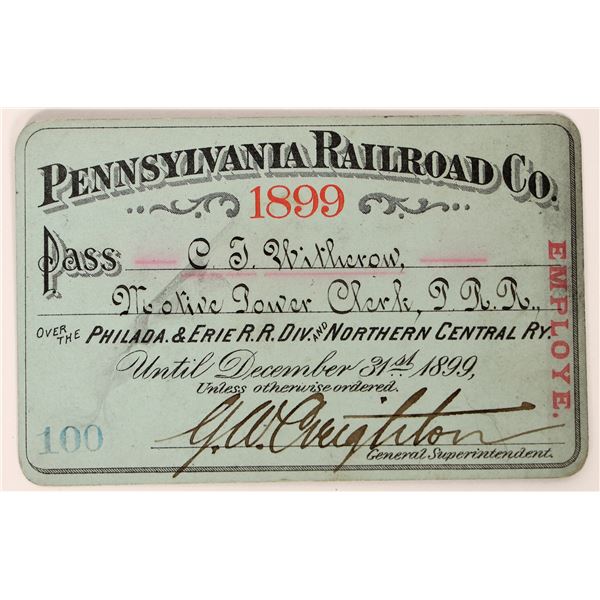 PENNSYLVANIA RAILROAD CO.
1899
Pass C T Witherow,
Motive Power Clerk, P. R. R.,
OVER THE PHILADA. & ERIE R.R. DIV. AND NORTHERN CENTRAL RY.
Until December 31st 1899,
Unless otherwise ordered.
100
G. W. Creighton
General Superintendent.
EMPLOYE.